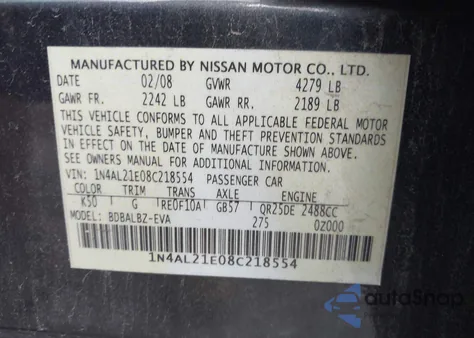 MANUFACTURED BY NISSAN MOTOR CO., LTD.
DATE 02/08 GVWR 4279 LB
GAWR FR. 2242 LB GAWR RR. 2189 LB
THIS VEHICLE CONFORMS TO ALL APPLICABLE FEDERAL MOTOR
VEHICLE SAFETY, BUMPER AND THEFT PREVENTION STANDARDS
IN EFFECT ON THE DATE OF MANUFACTURE SHOWN ABOVE.
SEE OWNERS MANUAL FOR ADDITIONAL INFORMATION.
VIN: 1N4AL21E08C218554 PASSENGER CAR
COLOR TRIM TRANS AXLE ENGINE
K50 G RE0F10A GB57 QR25DE 2488CC
MODEL: BDBALBZ-EVA 275 0Z000
1N4AL21E08C218554
autoSnap